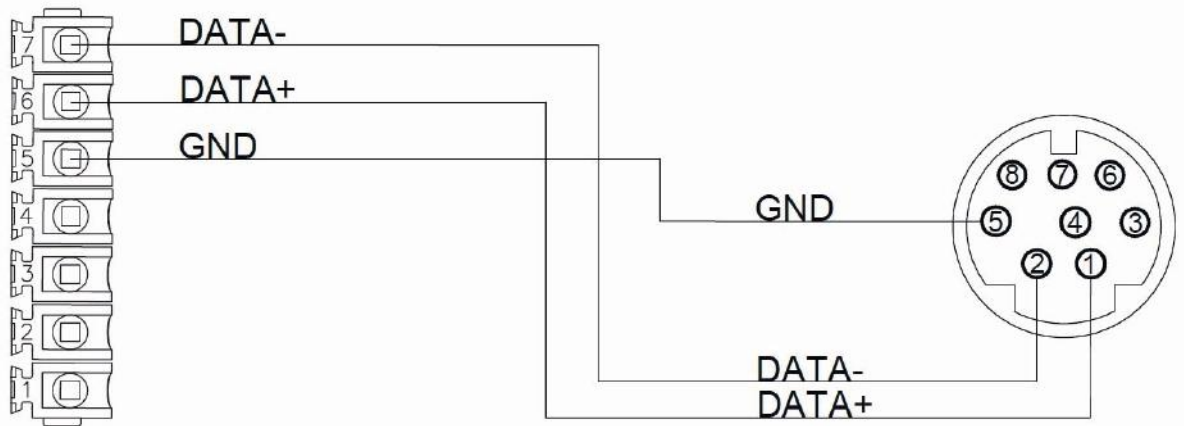 7 DATA-
6 DATA+
5 GND
4
3
2
1
GND
8 7 6
5 4 3
2 1
DATA-
DATA+